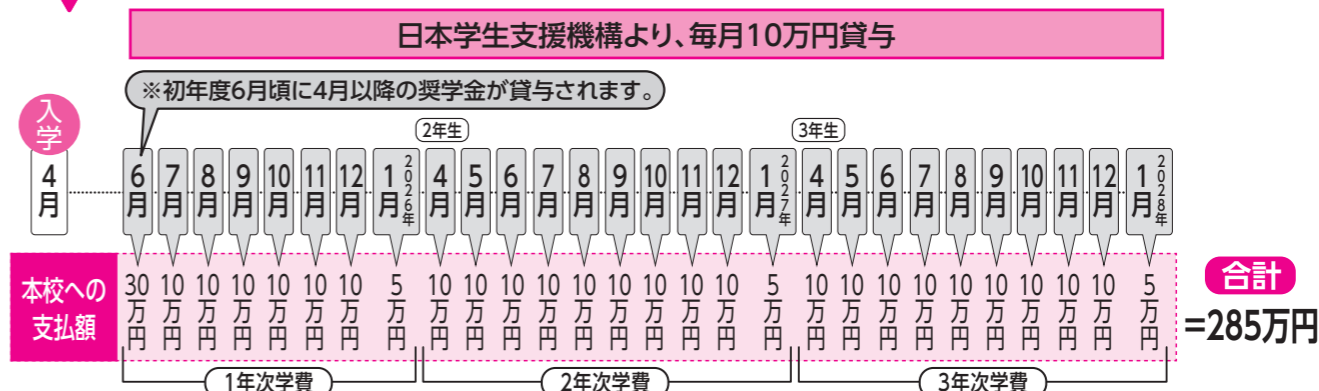 日本学生支援機構より、毎月10万円貸与
※初年度6月頃に4月以降の奨学金が貸与されます。
入学
2年生
3年生
4月
6月
7月
8月
9月
10月
11月
12月
1月
2026年
4月
5月
6月
7月
8月
9月
10月
11月
12月
1月
2027年
4月
5月
6月
7月
8月
9月
10月
11月
12月
1月
2028年
本校への
支払額
30万円
10万円
10万円
10万円
10万円
10万円
10万円
5万円
10万円
10万円
10万円
10万円
10万円
10万円
10万円
10万円
10万円
5万円
10万円
10万円
10万円
10万円
10万円
10万円
10万円
10万円
10万円
5万円
合計
=285万円
1年次学費
2年次学費
3年次学費